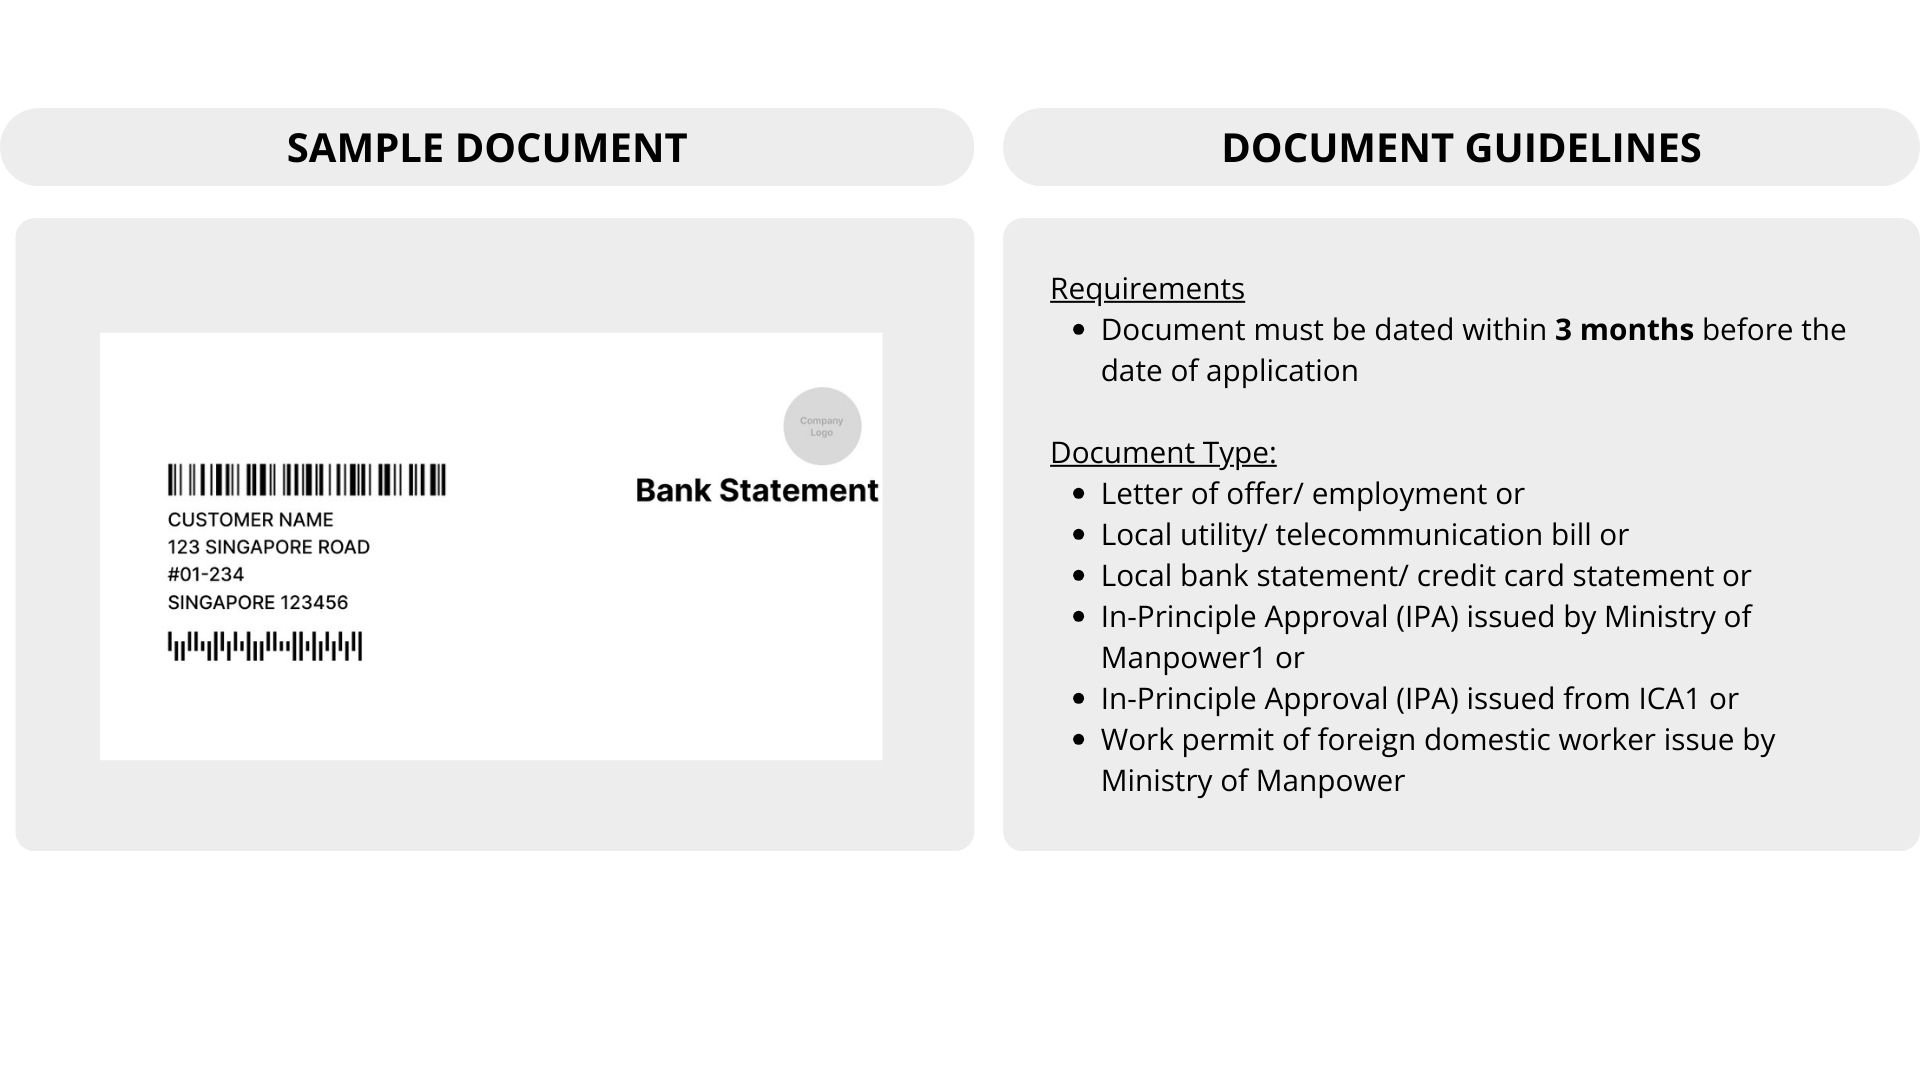 SAMPLE DOCUMENT
Company
Logo
Bank Statement
CUSTOMER NAME
123 SINGAPORE ROAD
#01-234
SINGAPORE 123456
DOCUMENT GUIDELINES
Requirements
• Document must be dated within 3 months before the
date of application
Document Type:
• Letter of offer/ employment or
• Local utility/ telecommunication bill or
• Local bank statement/ credit card statement or
• In-Principle Approval (IPA) issued by Ministry of
Manpower1 or
• In-Principle Approval (IPA) issued from ICA1 or
• Work permit of foreign domestic worker issue by
Ministry of Manpower